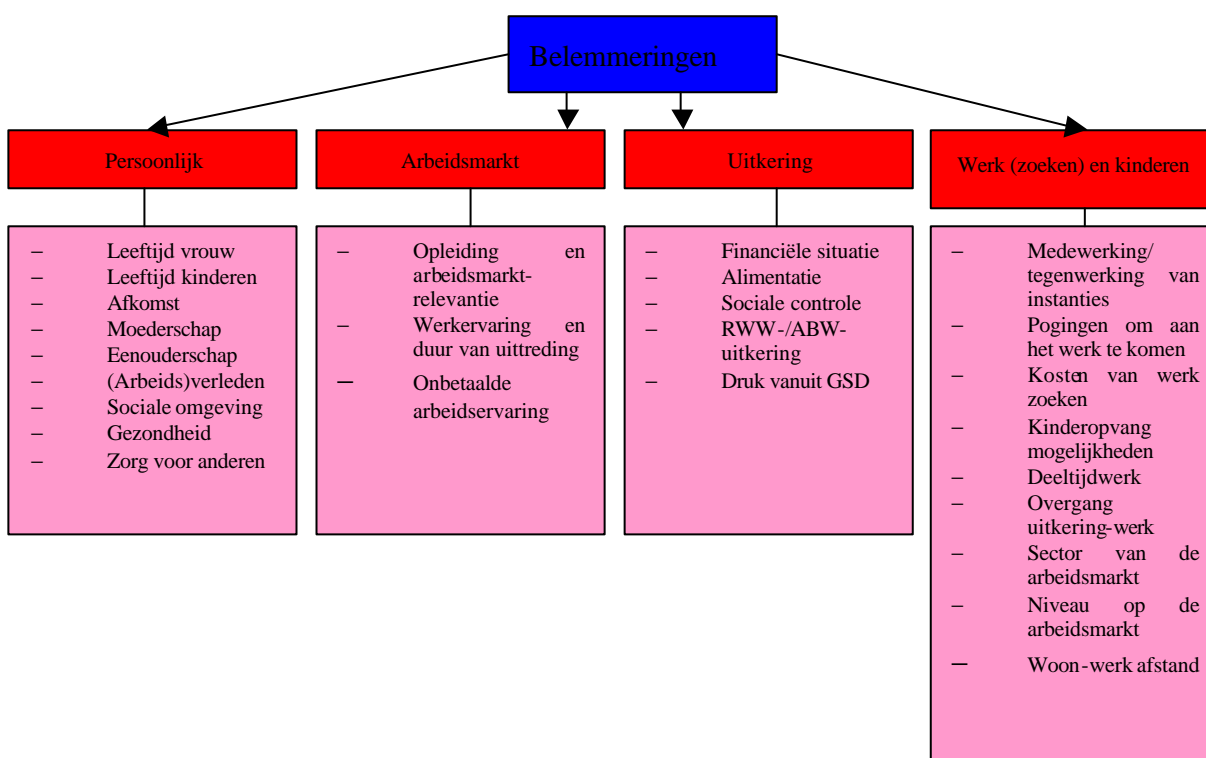 Belemmeringen
Persoonlijk
– Leeftijd vrouw
– Leeftijd kinderen
– Afkomst
– Moederschap
– Eenouderschap
– (Arbeids)verleden
– Sociale omgeving
– Gezondheid
– Zorg voor anderen
Arbeidsmarkt
– Opleiding en
arbeidsmarkt-
relevantie
– Werkervaring en
duur van uittreding
– Onbetaalde
arbeidservaring
Uitkering
– Financiële situatie
– Alimentatie
– Sociale controle
– RWW-/ABW-
uitkering
– Druk vanuit GSD
Werk (zoeken) en kinderen
– Medewerking/
tegenwerking van
instanties
– Pogingen om aan
het werk te komen
– Kosten van werk
zoeken
– Kinderopvang
mogelijkheden
– Deeltijdwerk
– Overgang
uitkering-werk
– Sector van de
arbeidsmarkt
– Niveau op de
arbeidsmarkt
– Woon-werk afstand